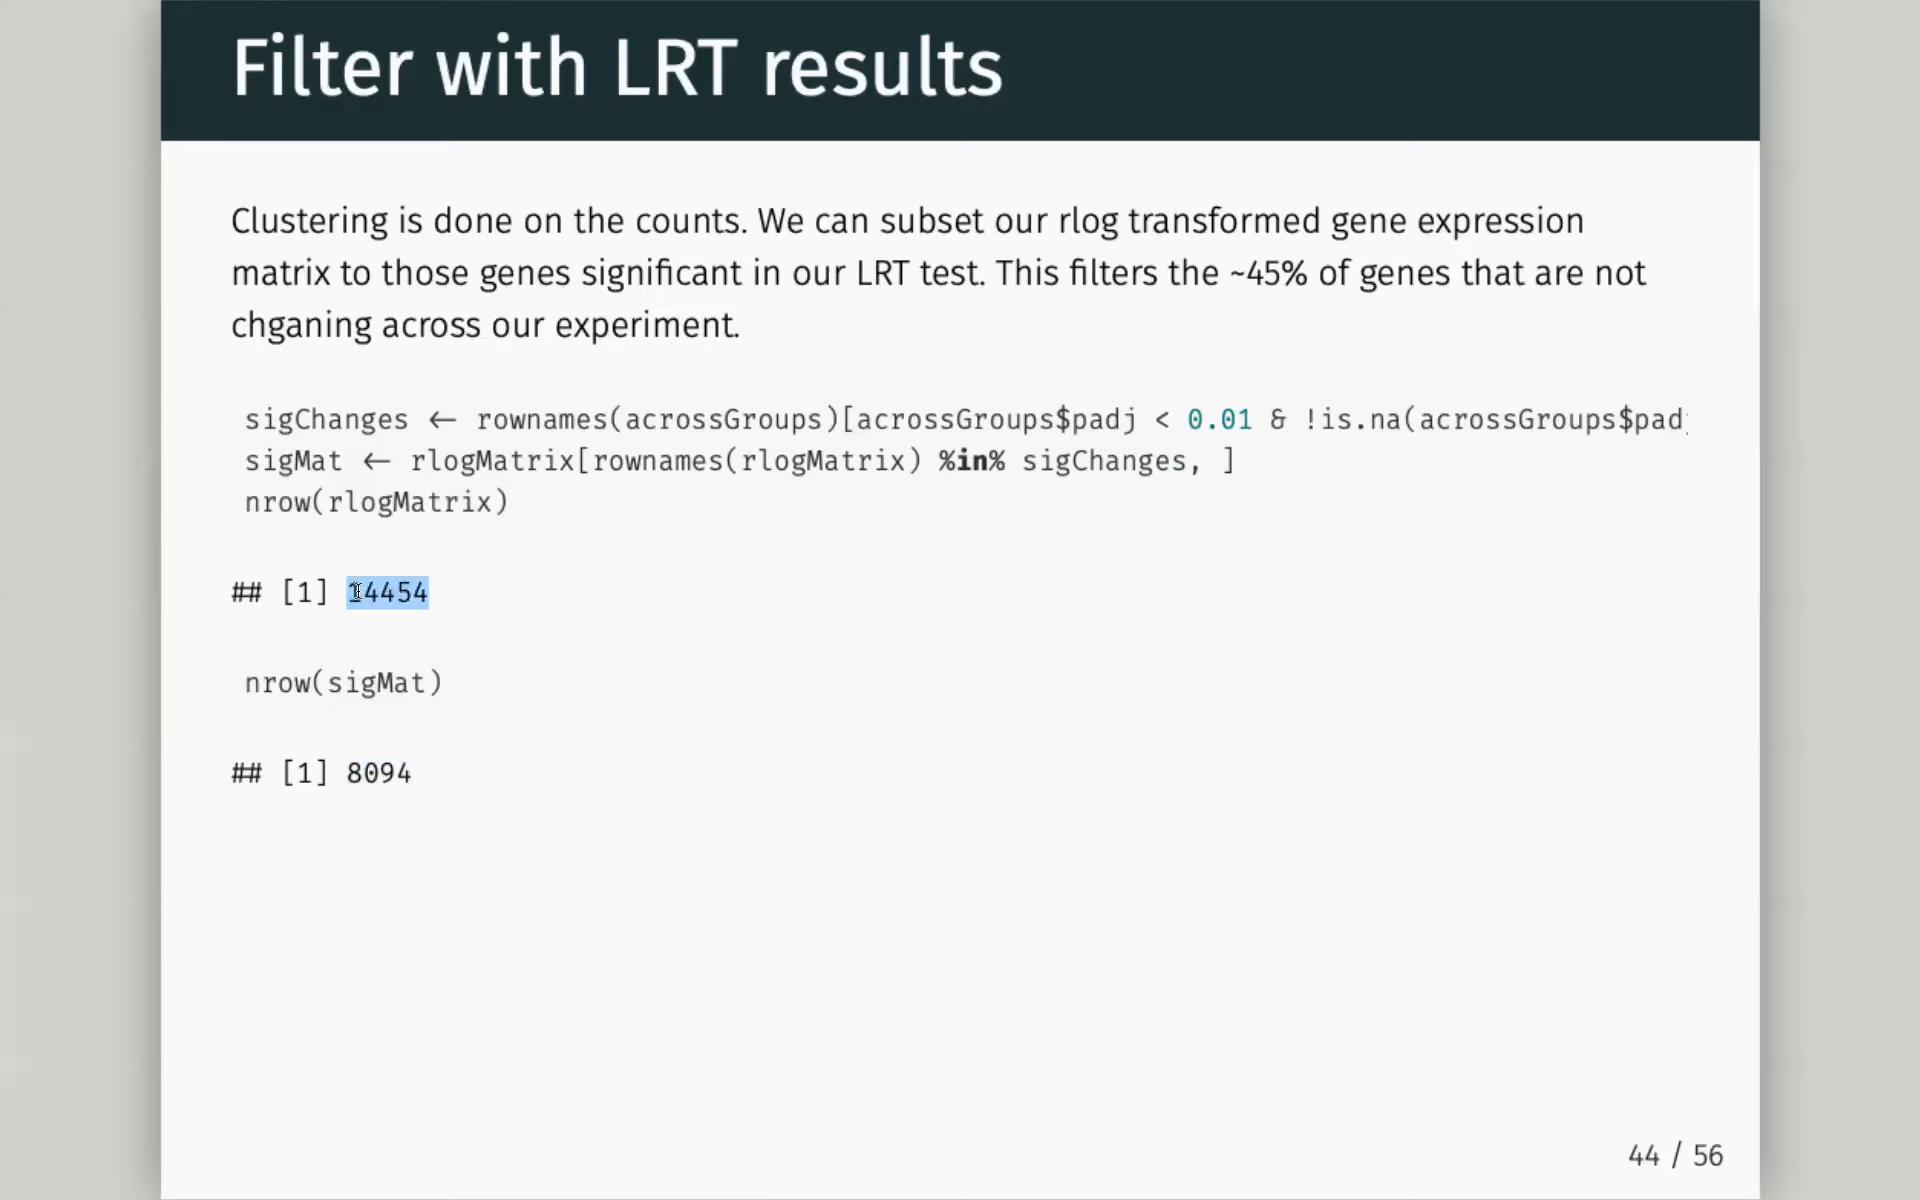 Filter with LRT results
Clustering is done on the counts. We can subset our rlog transformed gene expression
matrix to those genes significant in our LRT test. This filters the ~45% of genes that are not
chganing across our experiment.
sigChanges <- rownames(acrossGroups)[acrossGroups$padj < 0.01 & !is.na(acrossGroups$pad
sigMat <- rlogMatrix[rownames(rlogMatrix) %in% sigChanges, ]
nrow(rlogMatrix)
## [1] 14454
nrow(sigMat)
## [1] 8094
44 / 56